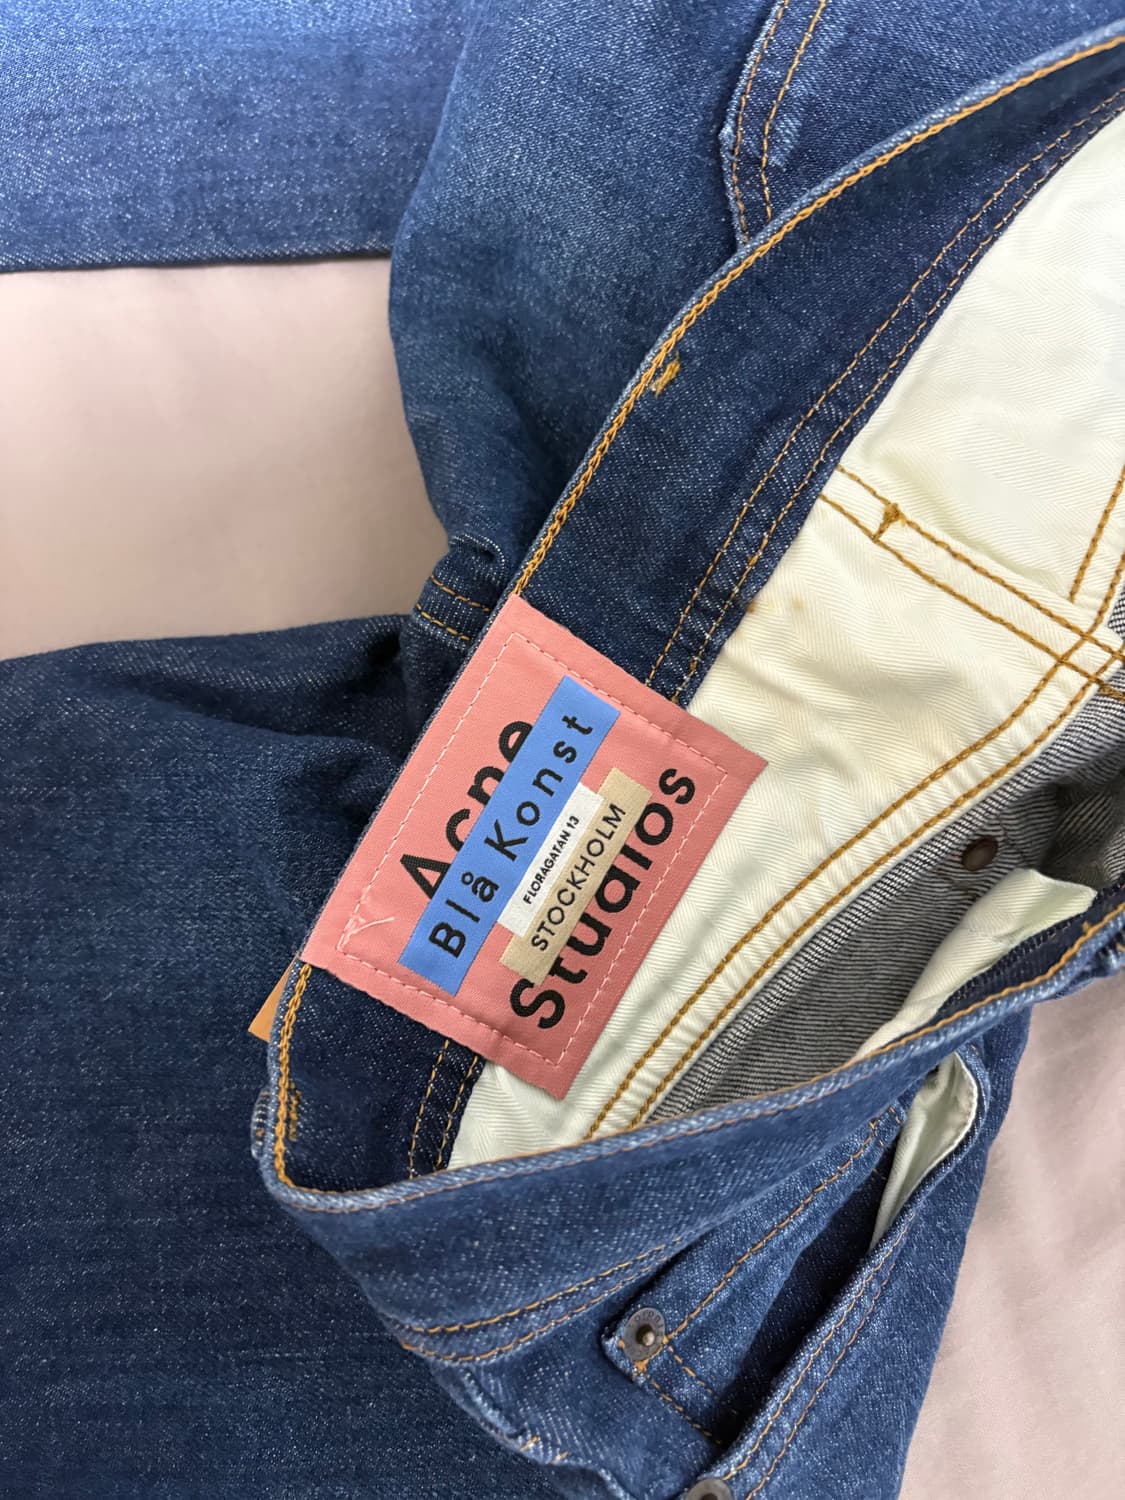 Acne
Blå Konst
FLORAGATAN 13
STOCKHOLM
Studios